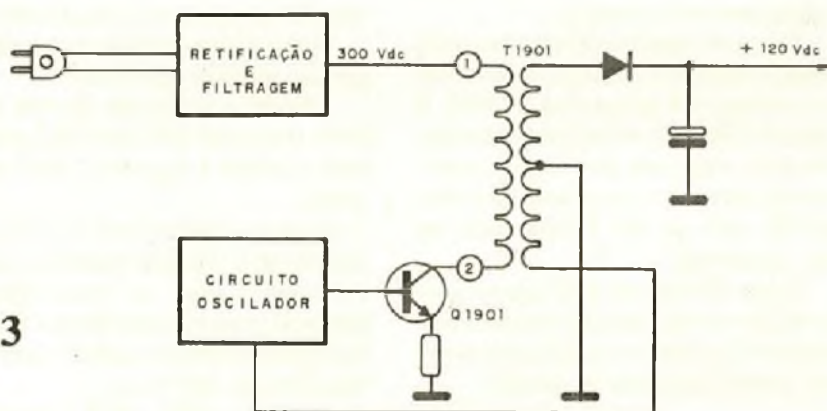 RETIFICAÇÃO
E
FILTRAGEM
300 Vdc
1
T1901
+ 120 Vdc
CIRCUITO
OSCILADOR
2
Q1901
3